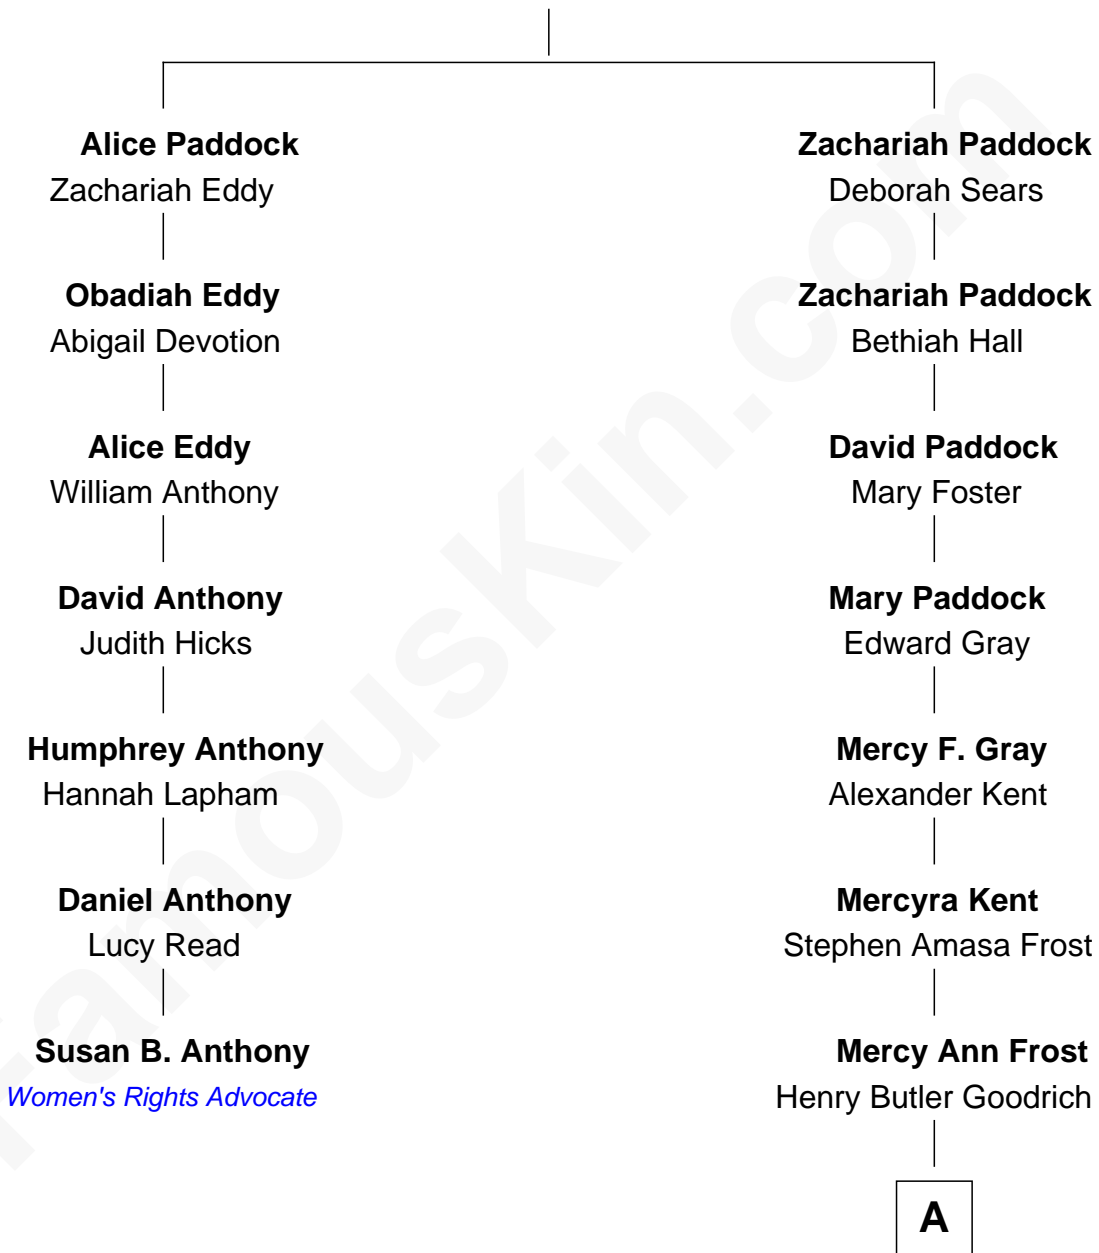 Alice Paddock
Zachariah Eddy
Obadiah Eddy
Abigail Devotion
Alice Eddy
William Anthony
David Anthony
Judith Hicks
Humphrey Anthony
Hannah Lapham
Daniel Anthony
Lucy Read
Susan B. Anthony
Women's Rights Advocate
Zachariah Paddock
Deborah Sears
Zachariah Paddock
Bethiah Hall
David Paddock
Mary Foster
Mary Paddock
Edward Gray
Mercy F. Gray
Alexander Kent
Mercyra Kent
Stephen Amasa Frost
Mercy Ann Frost
Henry Butler Goodrich
A
FamousKin.com